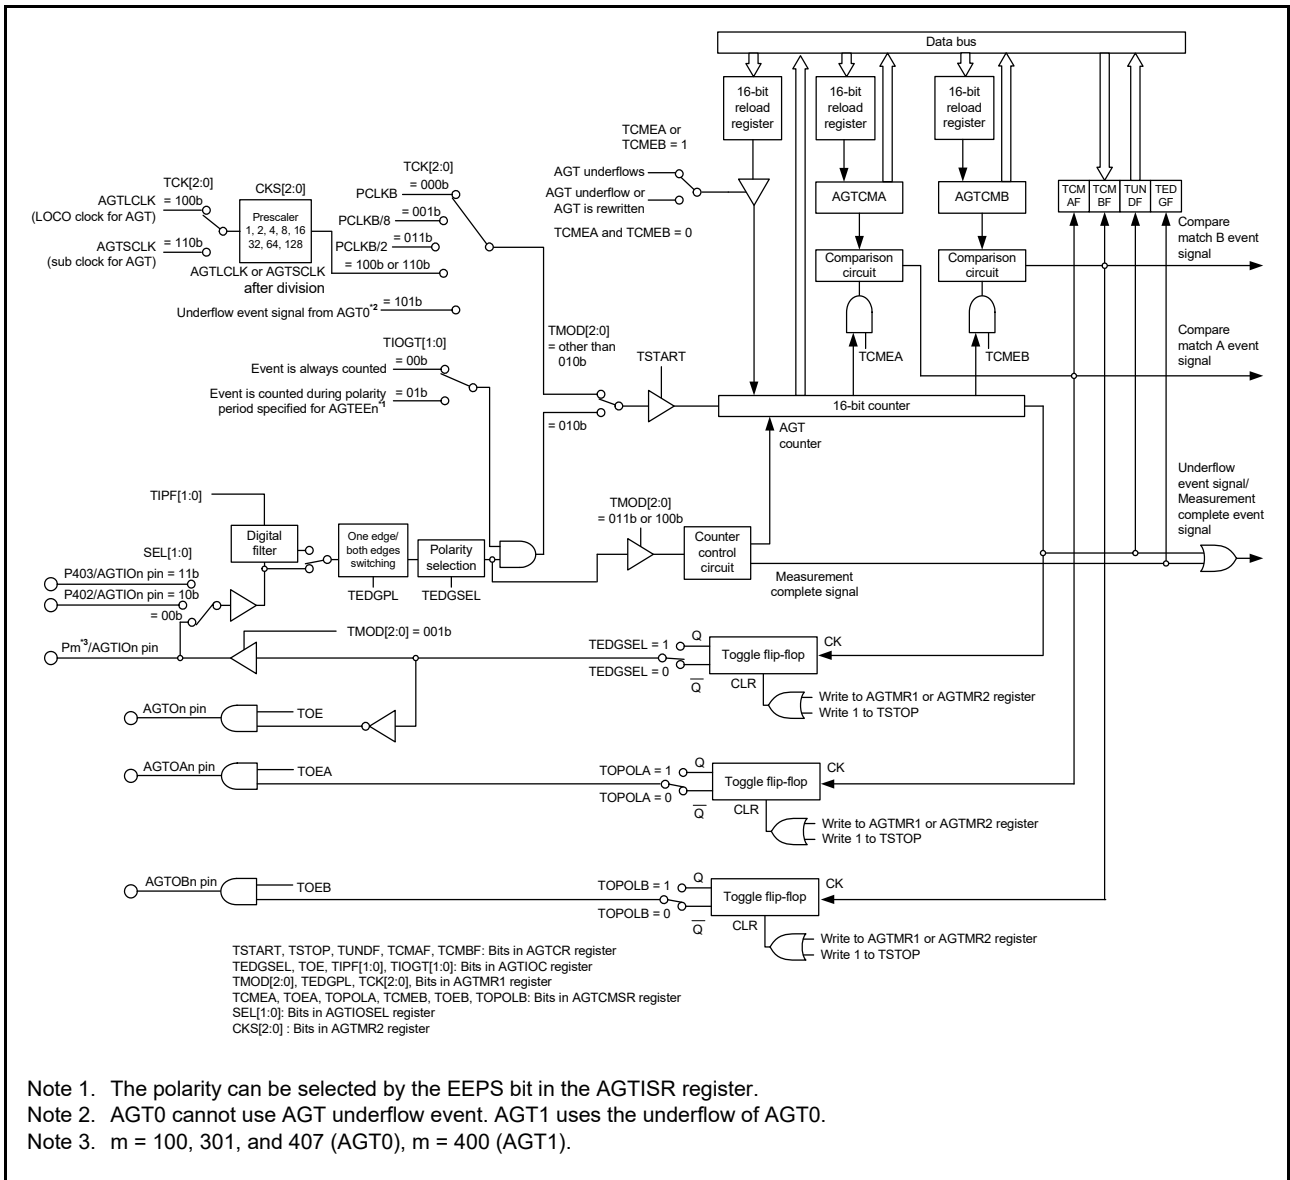 Data bus
16-bit
reload
register
16-bit
reload
register
16-bit
reload
register
TCMEA or
TCMEB = 1
AGT underflows
AGT underflow or
AGT is rewritten
TCMEA and TCMEB = 0
AGTCMA
AGTCMB
TCM
AF
TCM
BF
TUN
DF
TED
GF
Compare
match B event
signal
Comparison
circuit
Comparison
circuit
TCMEA
TCMEB
Compare
match A event
signal
TCK[2:0]
AGTLCLK
= 100b
(LOCO clock for AGT)
AGTSCLK
= 110b
(sub clock for AGT)
CKS[2:0]
Prescaler
1, 2, 4, 8, 16
32, 64, 128
AGTLCLK or AGTSCLK
after division
TCK[2:0]
PCLKB
= 000b
PCLKB/8
= 001b
PCLKB/2
= 011b
= 100b or 110b
Underflow event signal from AGT0*2
= 101b
TIOGT[1:0]
Event is always counted
= 00b
Event is counted during polarity
period specified for AGTEEn*1
= 01b
TMOD[2:0]
= other than
010b
= 010b
TSTART
16-bit counter
AGT
counter
TIPF[1:0]
Digital
filter
SEL[1:0]
P403/AGTIOn pin = 11b
P402/AGTIOn pin = 10b
= 00b
One edge/
both edges
switching
TEDGPL
Polarity
selection
TEDGSEL
TMOD[2:0]
= 011b or 100b
Counter
control
circuit
Measurement
complete signal
Underflow
event signal/
Measurement
complete event
signal
Pm*3/AGTIOn pin
TMOD[2:0] = 001b
TEDGSEL = 1
TEDGSEL = 0
Q
Q
Toggle flip-flop
CK
CLR
Write to AGTMR1 or AGTMR2 register
Write 1 to TSTOP
AGTOn pin
TOE
AGTOAn pin
TOEA
TOPOLA = 1
TOPOLA = 0
Q
Q
Toggle flip-flop
CK
CLR
Write to AGTMR1 or AGTMR2 register
Write 1 to TSTOP
AGTOBn pin
TOEB
TOPOLB = 1
TOPOLB = 0
Q
Q
Toggle flip-flop
CK
CLR
Write to AGTMR1 or AGTMR2 register
Write 1 to TSTOP
TSTART, TSTOP, TUNDF, TCMAF, TCMBF: Bits in AGTCR register
TEDGSEL, TOE, TIPF[1:0], TIOGT[1:0]: Bits in AGTIOC register
TMOD[2:0], TEDGPL, TCK[2:0], Bits in AGTMR1 register
TCMEA, TOEA, TOPOLA, TCMEB, TOEB, TOPOLB: Bits in AGTCMSR register
SEL[1:0]: Bits in AGTIOSEL register
CKS[2:0] : Bits in AGTMR2 register
Note 1. The polarity can be selected by the EEPS bit in the AGTISR register.
Note 2. AGT0 cannot use AGT underflow event. AGT1 uses the underflow of AGT0.
Note 3. m = 100, 301, and 407 (AGT0), m = 400 (AGT1).